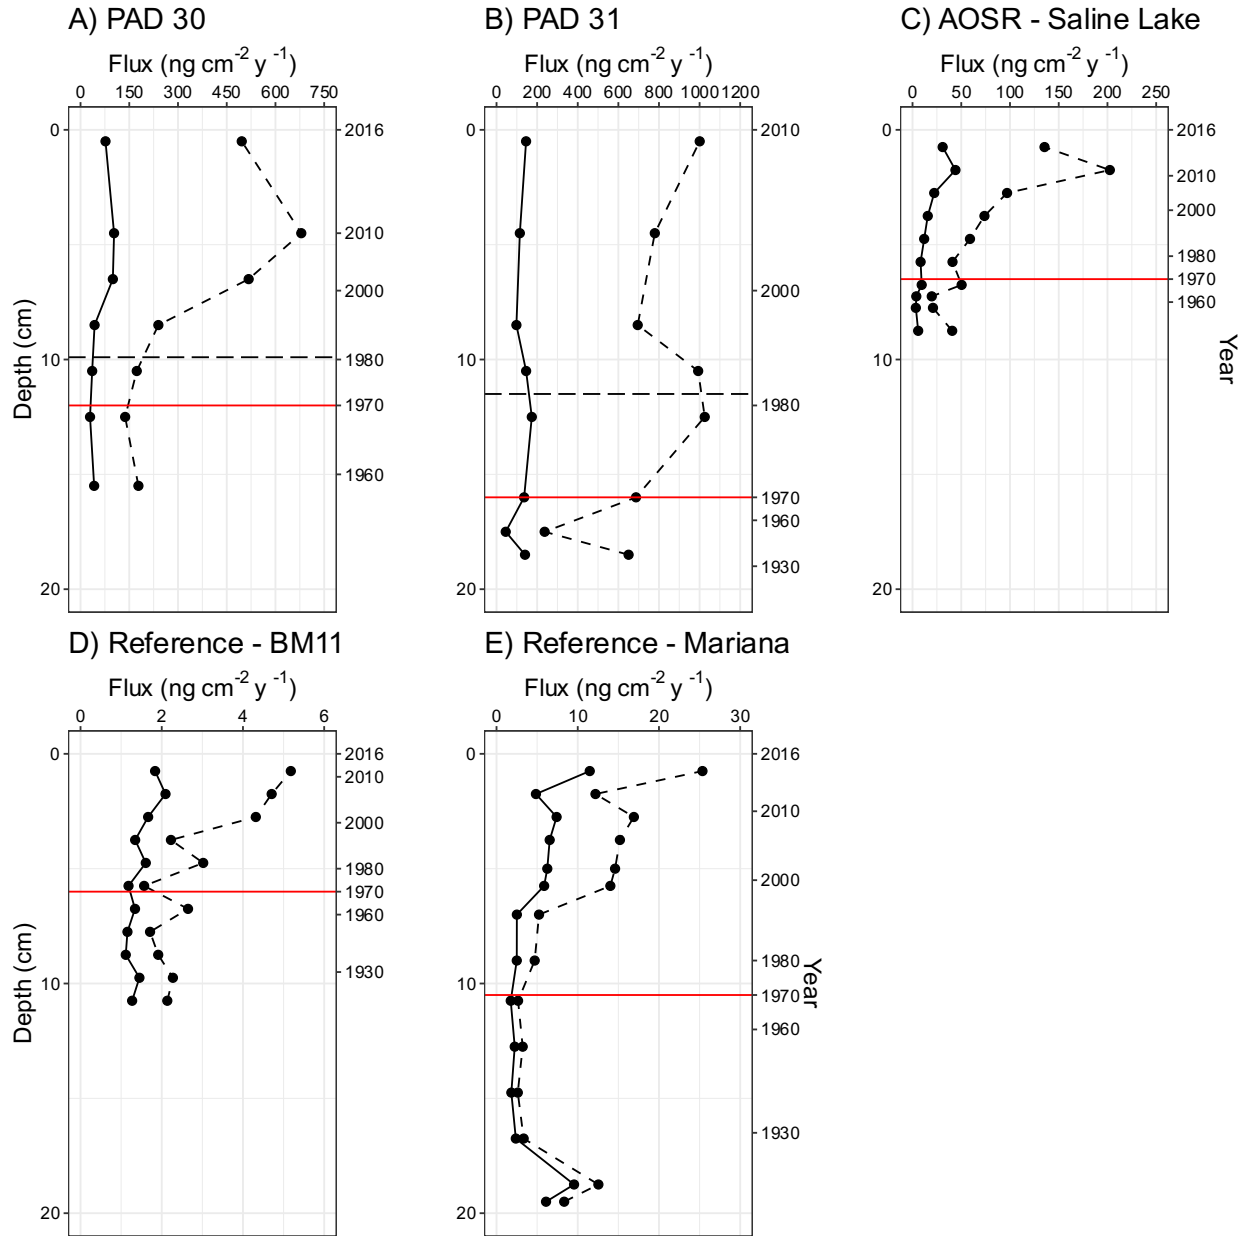 A) PAD 30
B) PAD 31
C) AOSR - Saline Lake
Flux (ng cm⁻² y ⁻¹)
Flux (ng cm⁻² y ⁻¹)
Flux (ng cm⁻² y ⁻¹)
0 150 300 450 600 750
0 200 400 600 800 1000 1200
0 50 100 150 200 250
0
10
20
Depth (cm)
2016
2010
2000
1980
1970
1960
0
10
20
2010
2000
1980
1970
1960
1930
0
10
20
2016
2010
2000
1980
1970
1960
Year
D) Reference - BM11
E) Reference - Mariana
Flux (ng cm⁻² y ⁻¹)
Flux (ng cm⁻² y ⁻¹)
0 2 4 6
0 10 20 30
0
10
20
Depth (cm)
2016
2010
2000
1980
1970
1960
1930
0
10
20
2016
2010
2000
1980
1970
1960
1930
Year